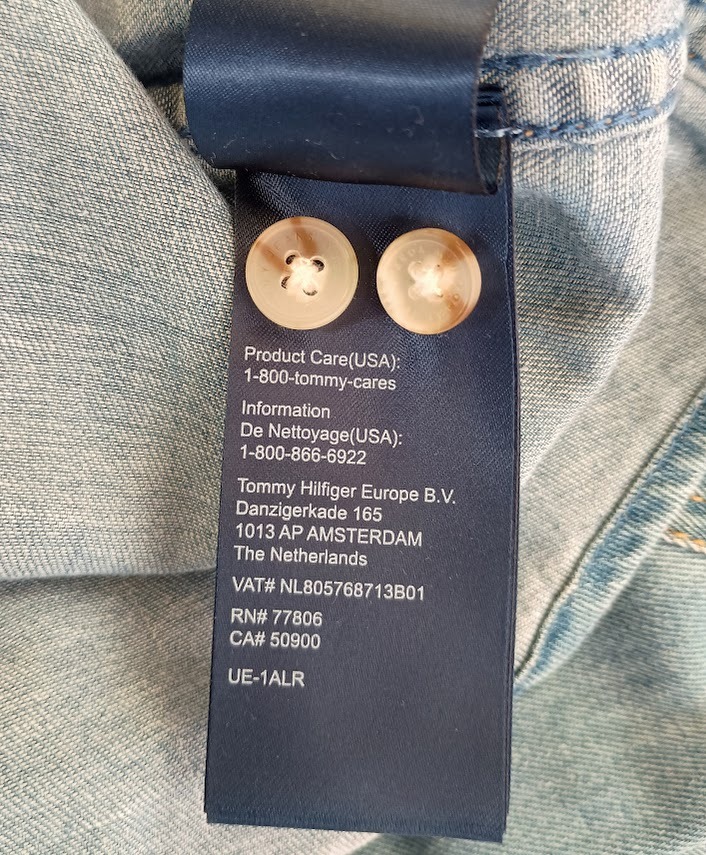 Product Care(USA):
1-800-tommy-cares
Information
De Nettoyage(USA):
1-800-866-6922
Tommy Hilfiger Europe B.V.
Danzigerkade 165
1013 AP AMSTERDAM
The Netherlands
VAT# NL805768713B01
RN# 77806
CA# 50900
UE-1ALR